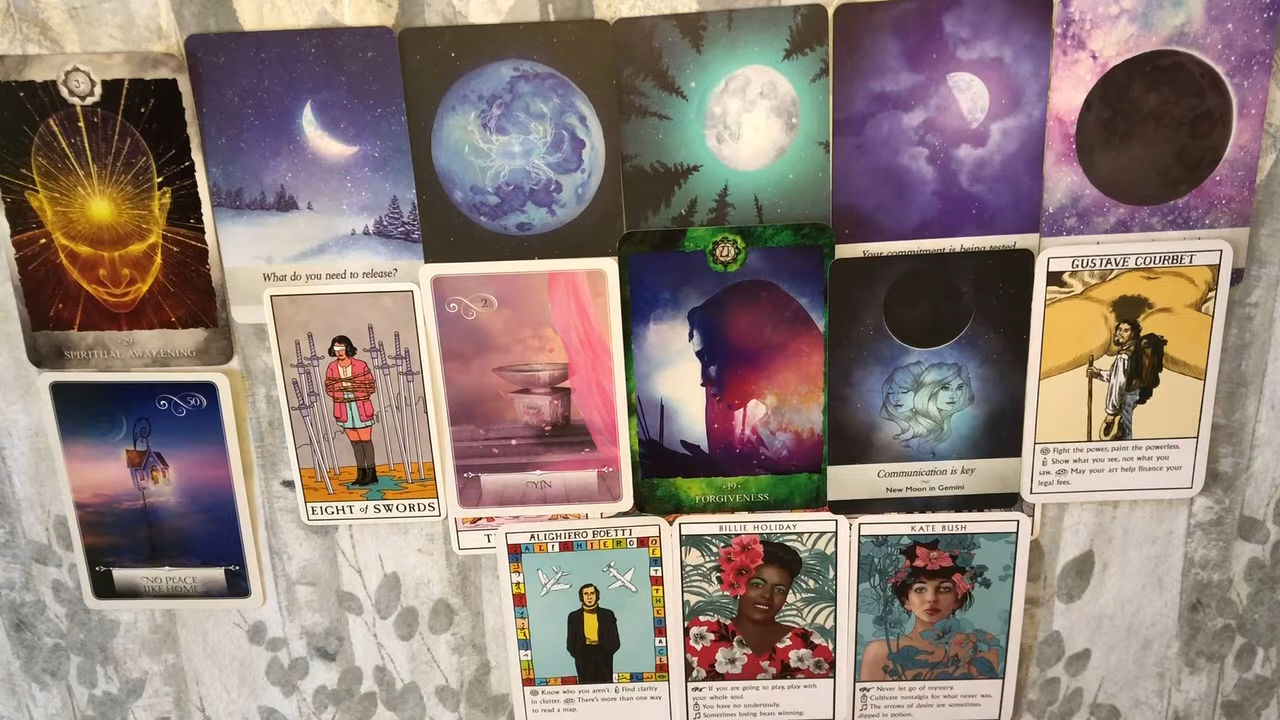 3
·29·
SPIRITUAL AWAKENING
What do you need to release?
Your commitment is being tested
50
NO PLACE
LIKE HOME
EIGHT of SWORDS
2
YIN
21
·19·
FORGIVENESS
Communication is key
New Moon in Gemini
GUSTAVE COURBET
Fight the power, paint the powerless.
Show what you see, not what you
saw. May your art help finance your
legal fees.
ALIGHIERO BOETTI
Know who you aren't. Find clarity
in clutter. There's more than one way
to read a map.
BILLIE HOLIDAY
If you are going to play, play with
your whole soul.
You have no understudy.
Sometimes losing beats winning.
KATE BUSH
Never let go of mystery.
Cultivate nostalgia for what never was.
The arrows of desire are sometimes
dipped in poison.